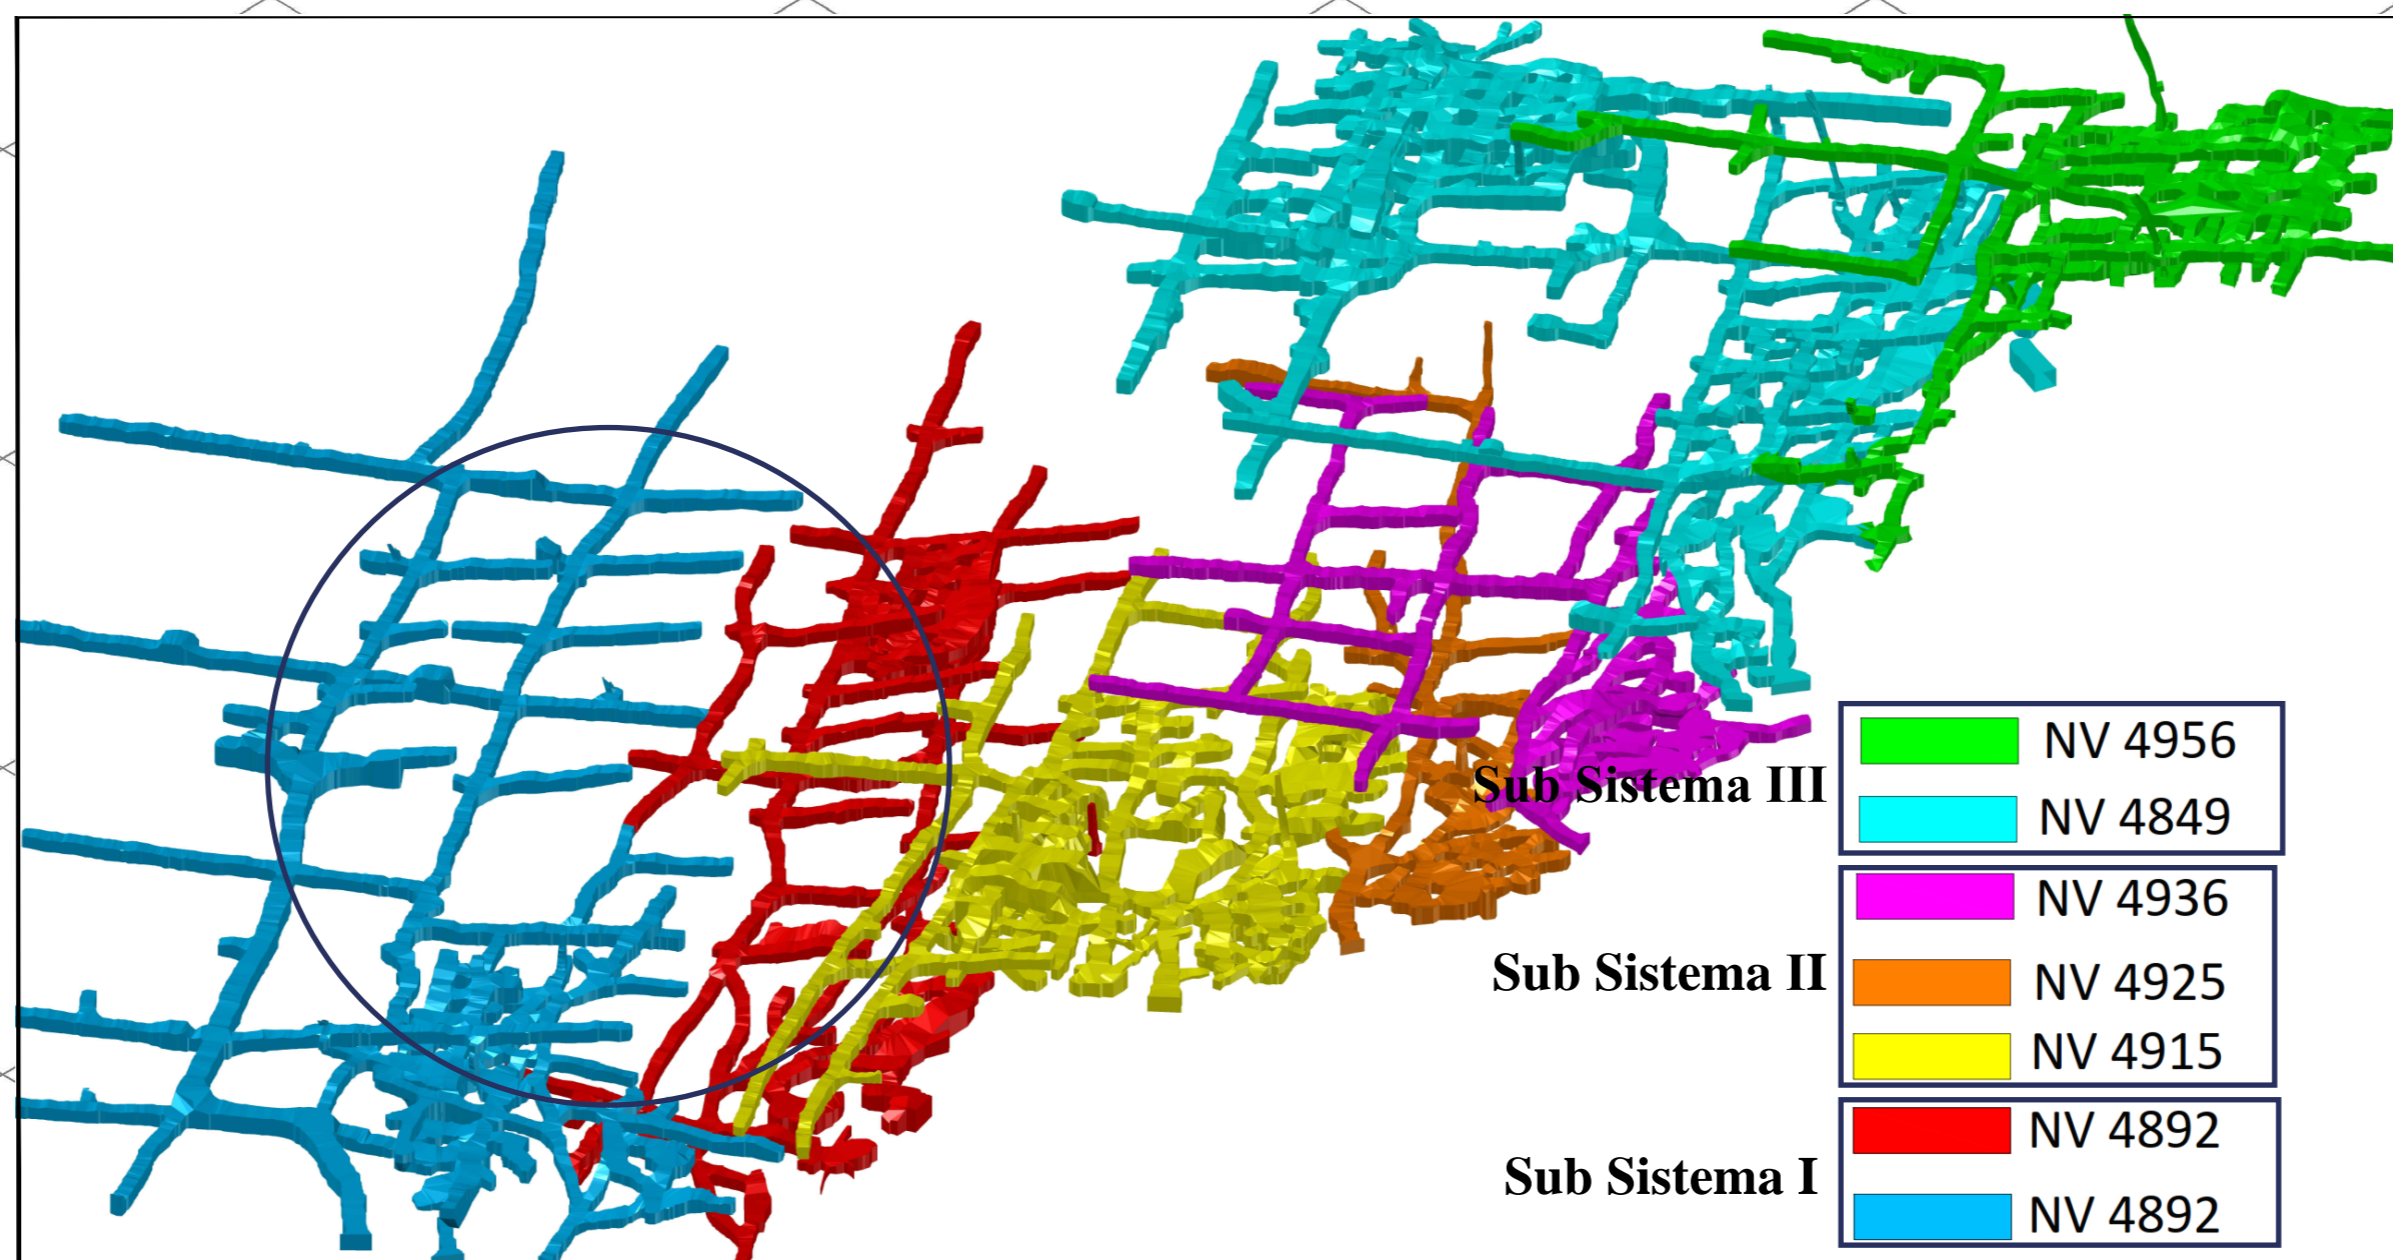 NV 4956
Sub Sistema III
NV 4849
NV 4936
Sub Sistema II
NV 4925
NV 4915
NV 4892
Sub Sistema I
NV 4892